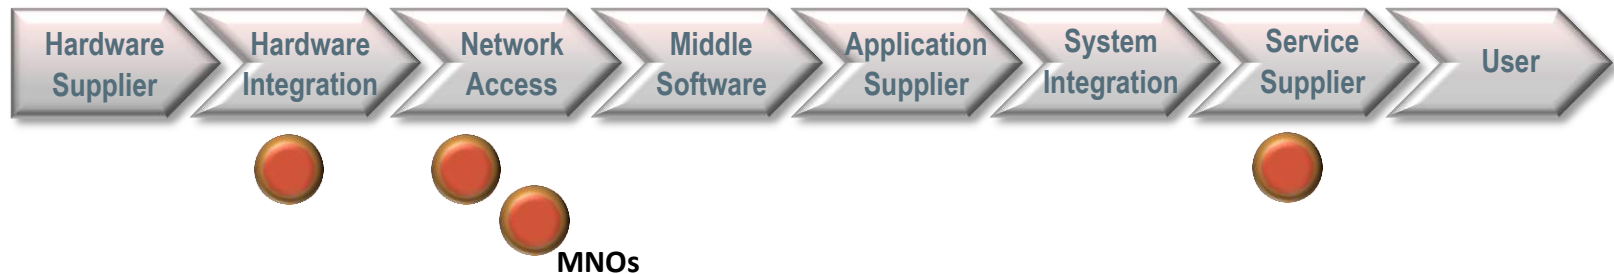 Hardware
Supplier
Hardware
Integration
Network
Access
Middle
Software
Application
Supplier
System
Integration
Service
Supplier
User
MNOs